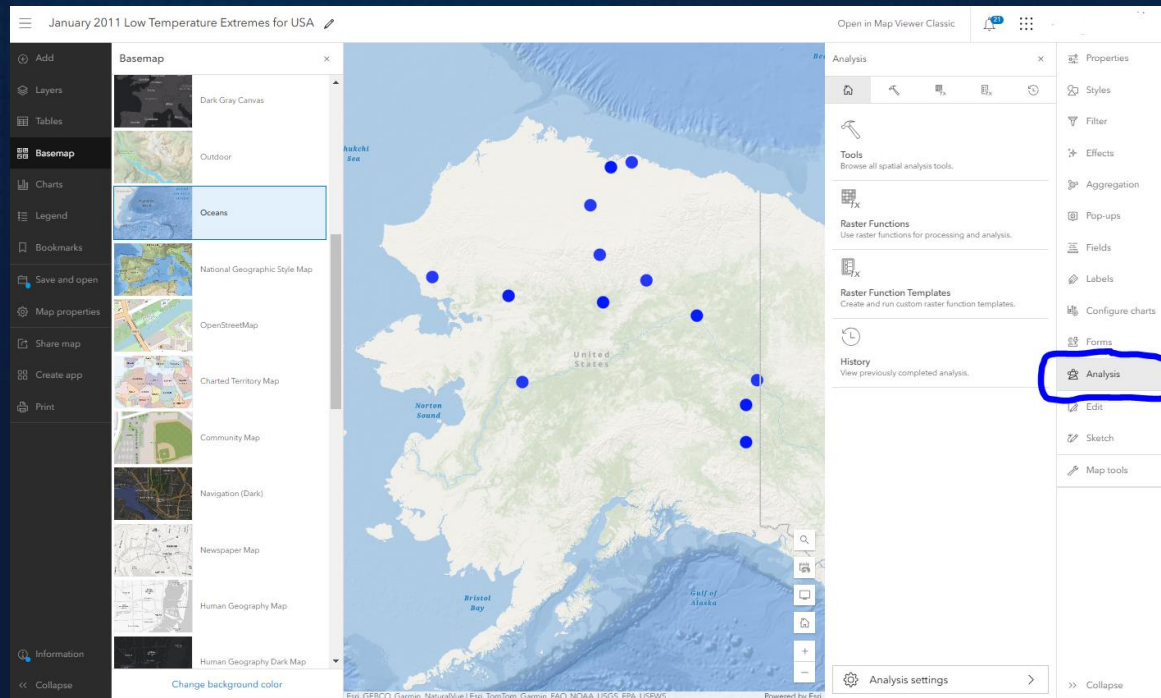 January 2011 Low Temperature Extremes for USA
Open in Map Viewer Classic
21
Add
Layers
Tables
Basemap
Charts
Legend
Bookmarks
Save and open
Map properties
Share map
Create app
Print
Information
Collapse
Basemap
Dark Gray Canvas
Outdoor
Oceans
National Geographic Style Map
OpenStreetMap
Charted Territory Map
Community Map
Navigation (Dark)
Newspaper Map
Human Geography Map
Human Geography Dark Map
Change background color
Sea
United
States
Norton
Sound
Bristol
Bay
Gulf of
Alaska
Esri, GEBCO, Garmin, NaturalVue | Esri, TomTom, Garmin, FAO, NOAA, USGS, EPA, USFWS
Powered by Esri
Analysis
Tools
Browse all spatial analysis tools.
Raster Functions
Use raster functions for processing and analysis.
Raster Function Templates
Create and run custom raster function templates.
History
View previously completed analysis.
Analysis settings
Properties
Styles
Filter
Effects
Aggregation
Pop-ups
Fields
Labels
Configure charts
Forms
Analysis
Edit
Sketch
Map tools
Collapse